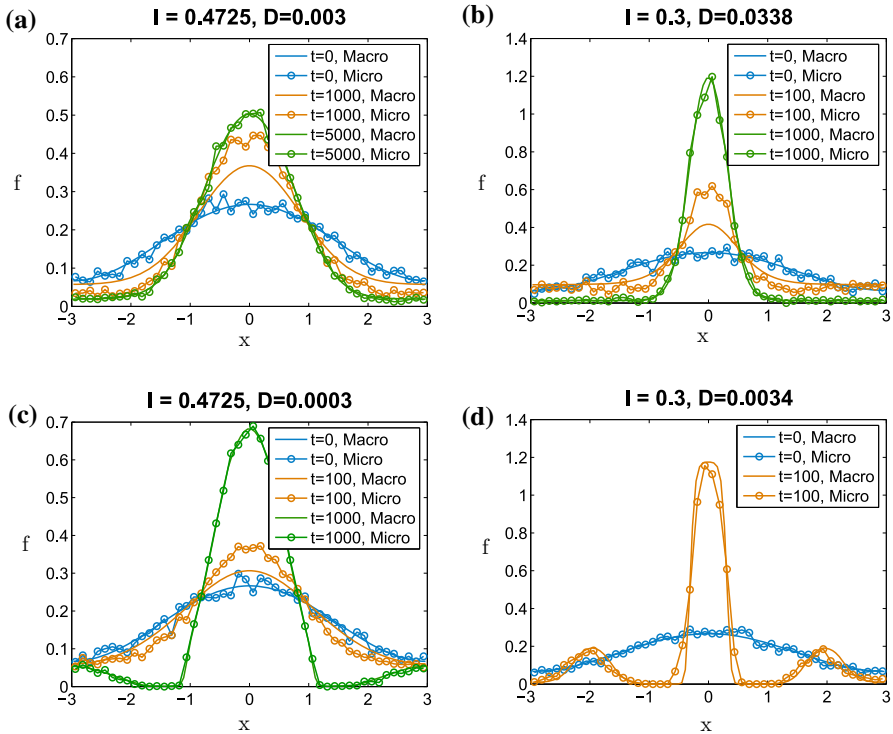 (a)
I = 0.4725, D=0.003
0.7
0.6
0.5
0.4
0.3
0.2
0.1
0
f
−3 −2 −1 0 1 2 3
x
t=0, Macro
t=0, Micro
t=1000, Macro
t=1000, Micro
t=5000, Macro
t=5000, Micro
(b)
I = 0.3, D=0.0338
1.4
1.2
1
0.8
0.6
0.4
0.2
0
f
−3 −2 −1 0 1 2 3
x
t=0, Macro
t=0, Micro
t=100, Macro
t=100, Micro
t=1000, Macro
t=1000, Micro
(c)
I = 0.4725, D=0.0003
0.7
0.6
0.5
0.4
0.3
0.2
0.1
0
f
−3 −2 −1 0 1 2 3
x
t=0, Macro
t=0, Micro
t=100, Macro
t=100, Micro
t=1000, Macro
t=1000, Micro
(d)
I = 0.3, D=0.0034
1.4
1.2
1
0.8
0.6
0.4
0.2
0
f
−3 −2 −1 0 1 2 3
x
t=0, Macro
t=0, Micro
t=100, Macro
t=100, Micro